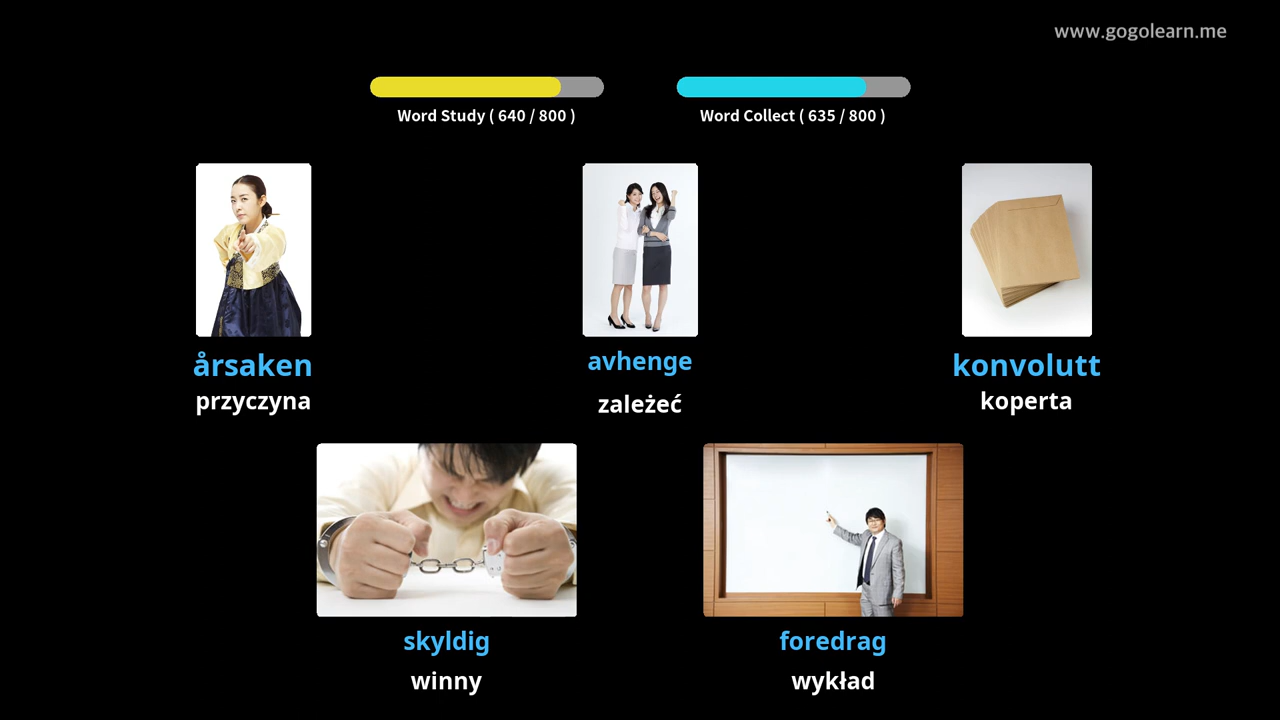 www.gogolearn.me
Word Study ( 640 / 800 )
Word Collect ( 635 / 800 )
årsaken
przyczyna
avhenge
zależeć
konvolutt
koperta
skyldig
winny
foredrag
wykład